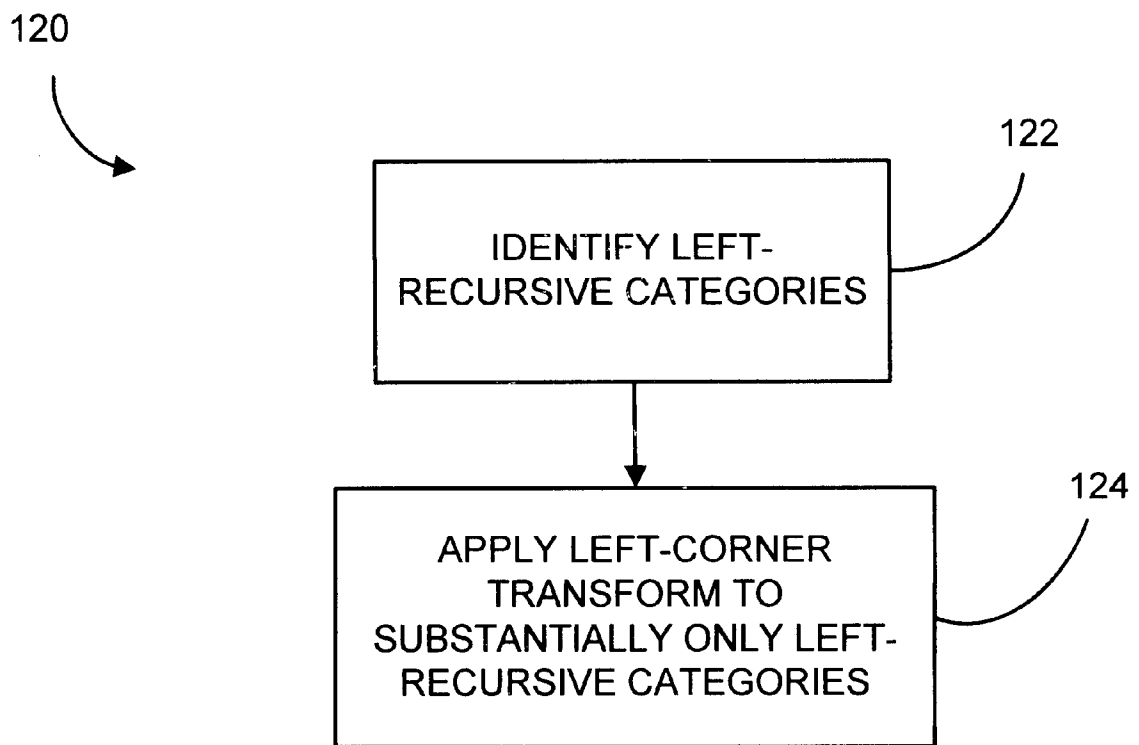 120
122
IDENTIFY LEFT-
RECURSIVE CATEGORIES
124
APPLY LEFT-CORNER
TRANSFORM TO
SUBSTANTIALLY ONLY LEFT-
RECURSIVE CATEGORIES